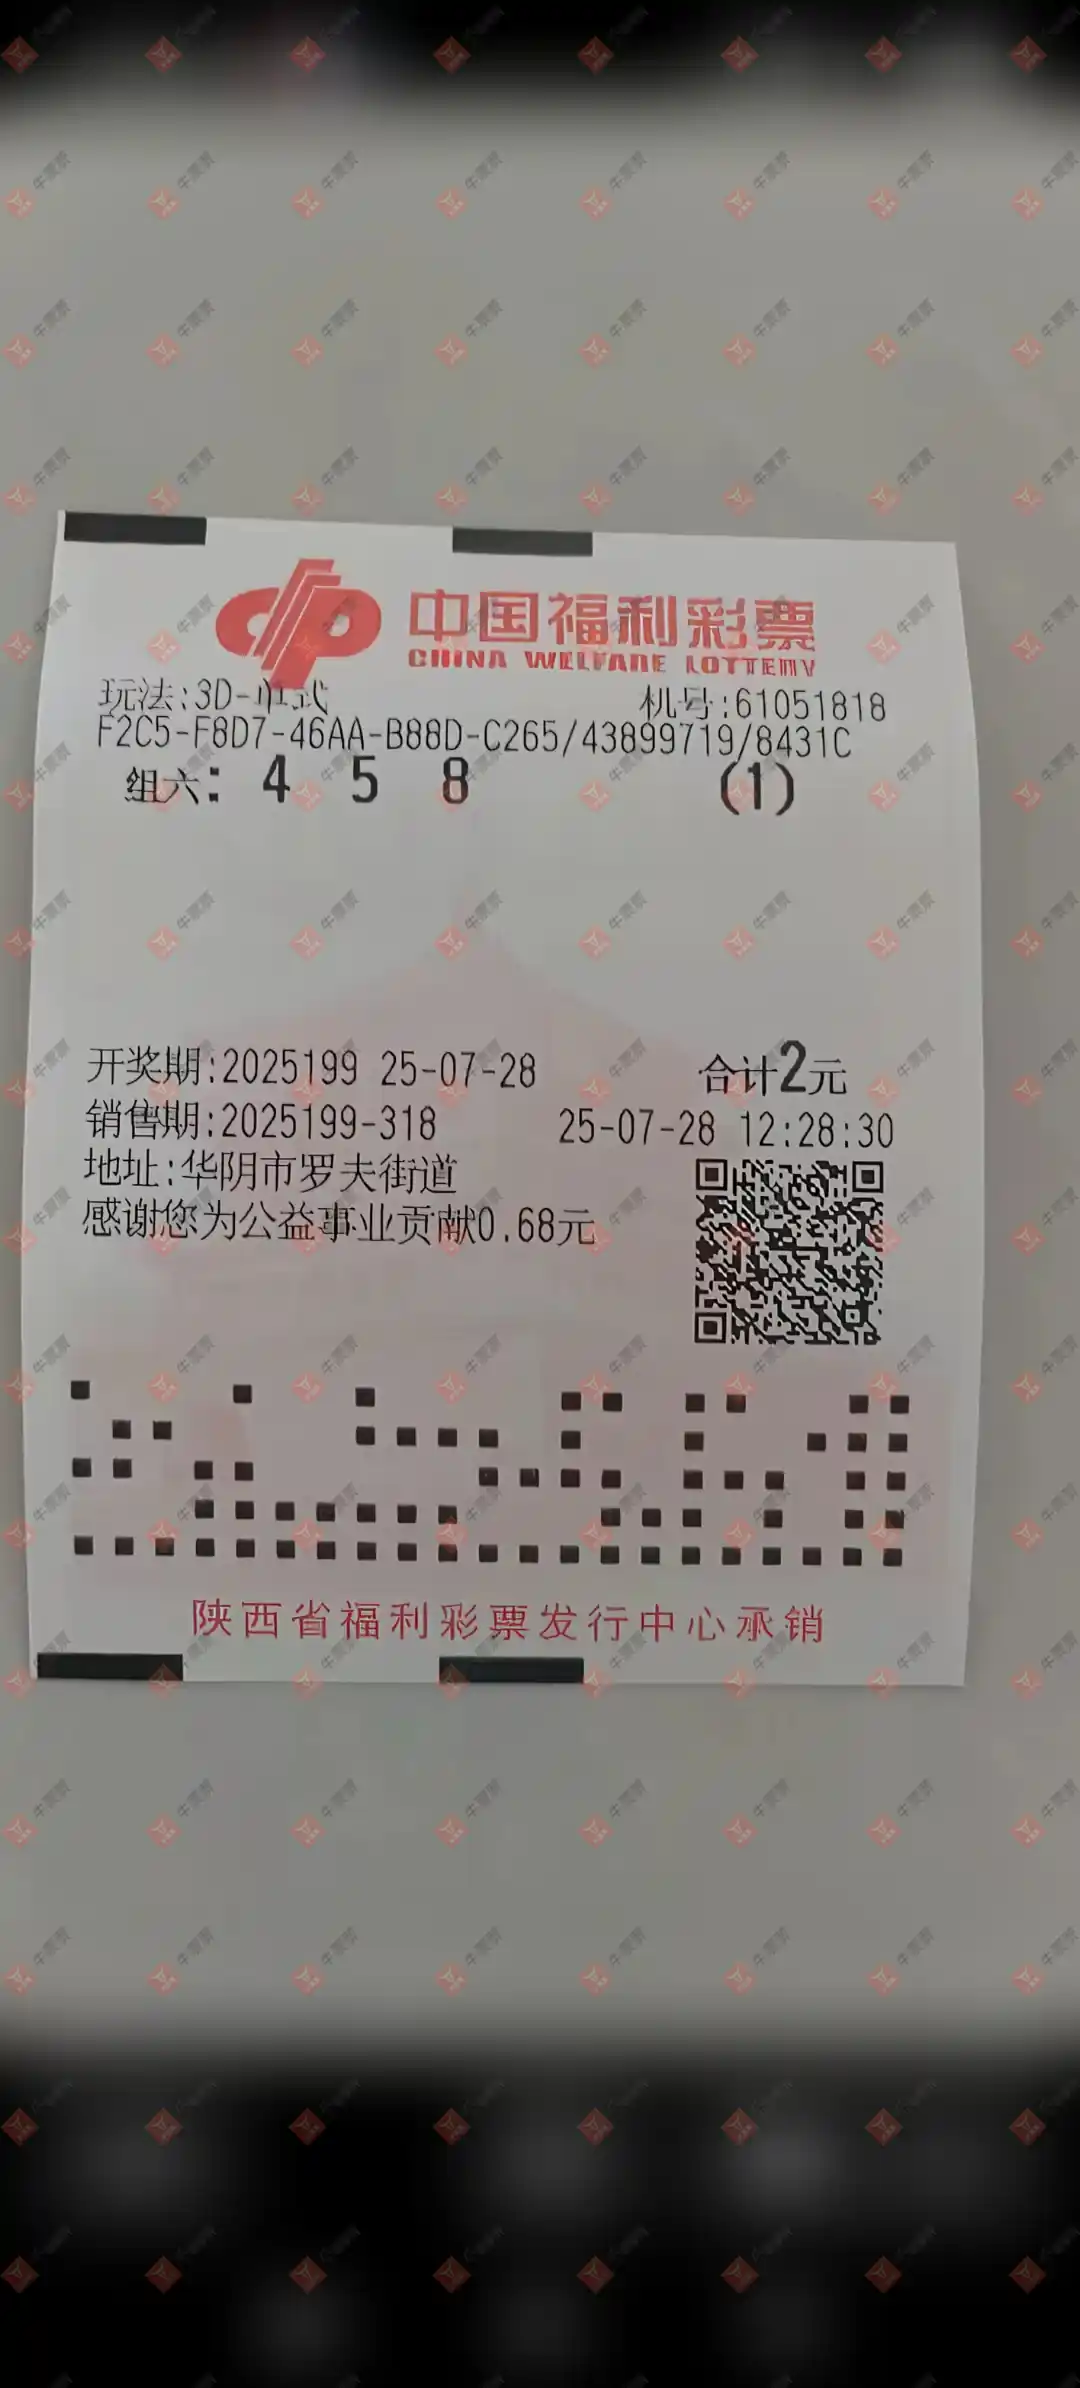 中国福利彩票
CHINA WELFARE LOTTERY
玩法:3D-单式 机号:61051818
F2C5-F8D7-46AA-B88D-C265/43899719/8431C
组六: 4 5 8 (1)
开奖期:2025199 25-07-28 合计2元
销售期:2025199-318 25-07-28 12:28:30
地址:华阴市罗夫街道
感谢您为公益事业贡献0.68元
陕西省福利彩票发行中心承销